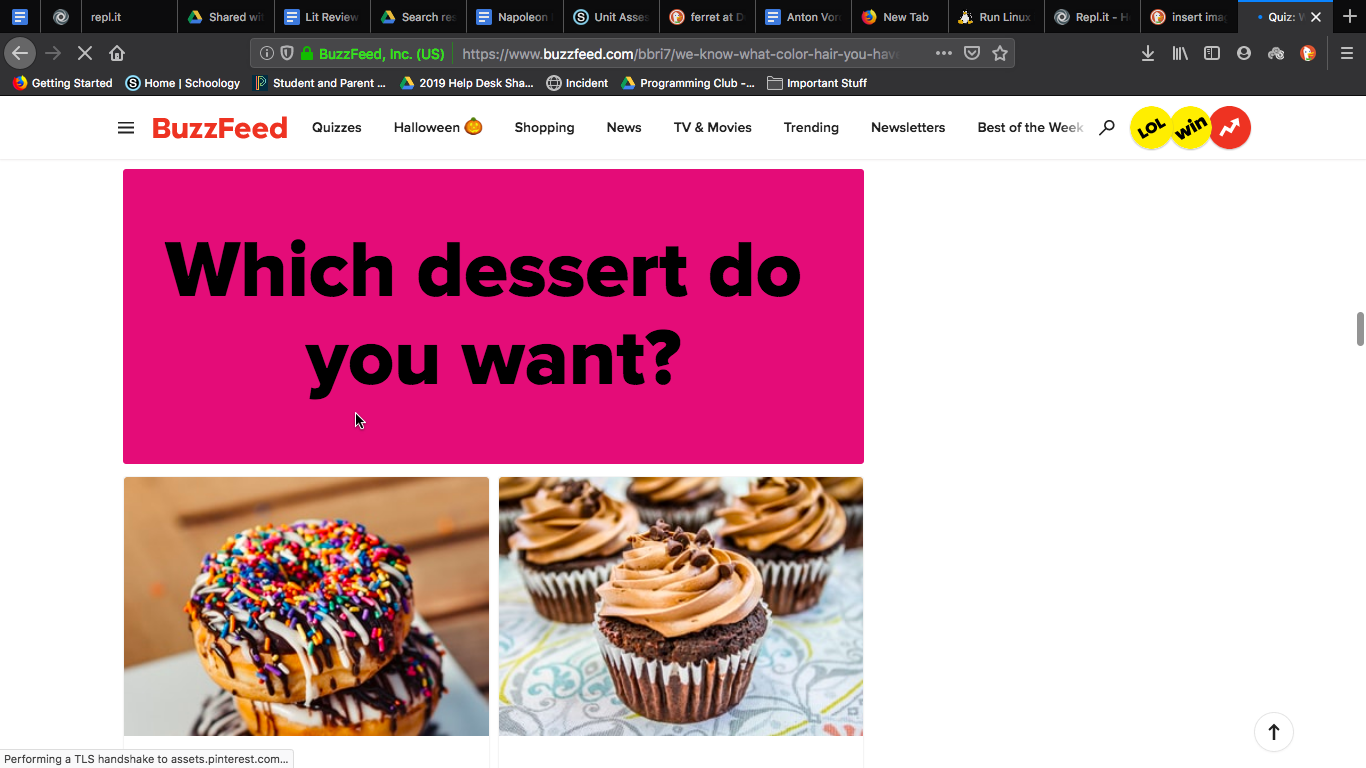 repl.it
Shared wit
Lit Review
Search res
Napoleon
Unit Asses
ferret at D
Anton Vor
New Tab
Run Linux
Repl.it - H
insert imag
Quiz: W
BuzzFeed, Inc. (US)
https://www.buzzfeed.com/bbri7/we-know-what-color-hair-you-have
Getting Started
Home | Schoology
Student and Parent ...
2019 Help Desk Sha...
Incident
Programming Club -...
Important Stuff
BuzzFeed
Quizzes
Halloween 🎃
Shopping
News
TV & Movies
Trending
Newsletters
Best of the Week
LOL
win
Which dessert do
you want?
Performing a TLS handshake to assets.pinterest.com...